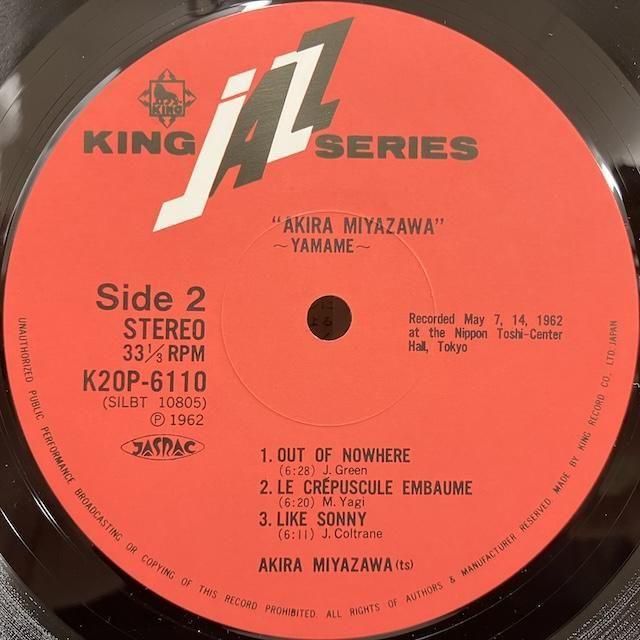 KING
KING JAZZ SERIES
"AKIRA MIYAZAWA"
~YAMAME~
Side 2
STEREO
33 1/3 RPM
K20P-6110
(SILBT 10805)
Ⓟ 1962
JASRAC
Recorded May 7, 14, 1962
at the Nippon Toshi-Center
Hall, Tokyo
1. OUT OF NOWHERE
(6:28) J. Green
2. LE CRÉPUSCULE EMBAUME
(6:20) M. Yagi
3. LIKE SONNY
(6:11) J. Coltrane
AKIRA MIYAZAWA (ts)
UNAUTHORIZED PUBLIC PERFORMANCE BROADCASTING OR COPYING OF THIS RECORD PROHIBITED. ALL RIGHTS OF AUTHORS & MANUFACTURER RESERVED. MADE BY KING RECORD CO., LTD. JAPAN